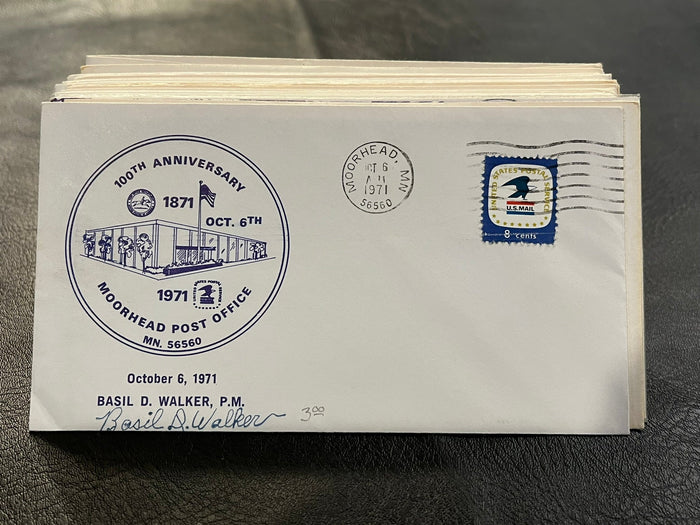 100TH ANNIVERSARY
1871
OCT. 6TH
1971
MOORHEAD POST OFFICE
MN. 56560
October 6, 1971
BASIL D. WALKER, P.M.
Basil D. Walker
3.00
MOORHEAD, MN
OCT 6
1971
56560
UNITED STATES POSTAL SERVICE
U.S. MAIL
8 cents